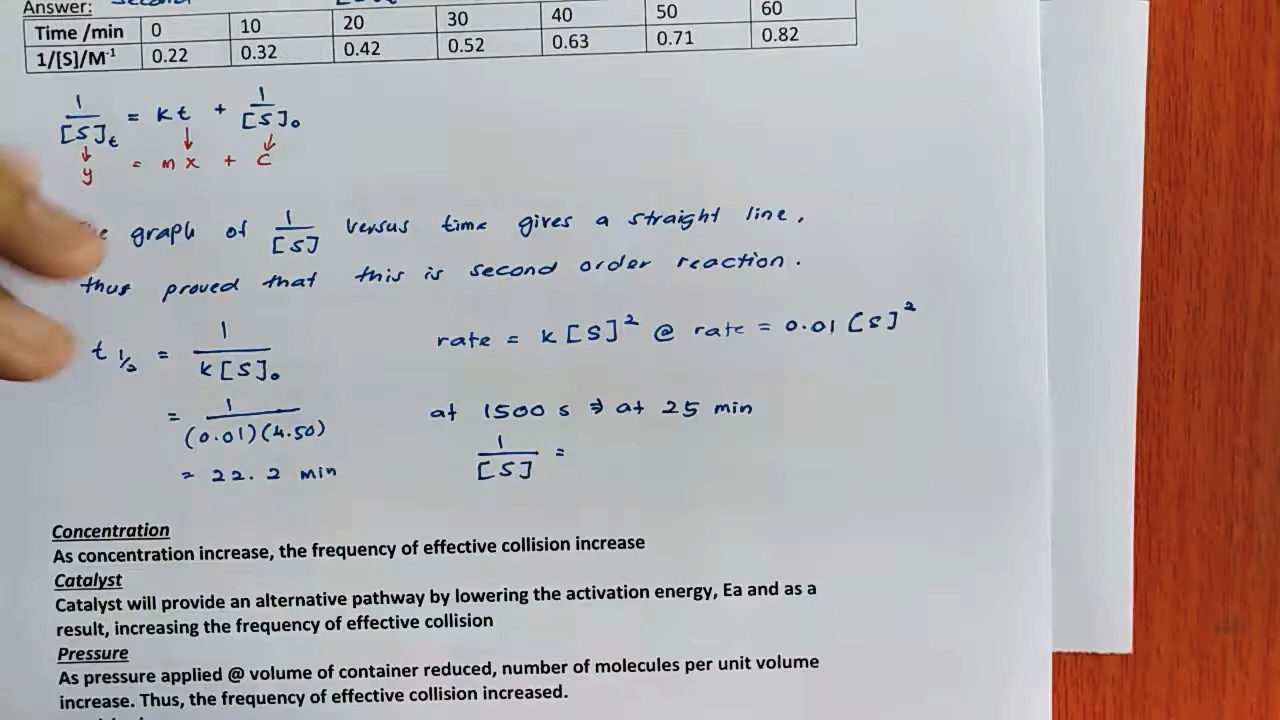 Answer:
Time /min 0 10 20 30 40 50 60
1/[S]/M⁻¹ 0.22 0.32 0.42 0.52 0.63 0.71 0.82
1/[S]t = kt + 1/[S]₀
y = mx + c
graph of 1/[S] versus time gives a straight line,
thus proved that this is second order reaction.
t 1/2 = 1/k[S]₀
rate = k[S]² @ rate = 0.01 [S]²
= 1/(0.01)(4.50)
at 1500 s ⇒ at 25 min
= 22.2 min
1/[S] =
Concentration
As concentration increase, the frequency of effective collision increase
Catalyst
Catalyst will provide an alternative pathway by lowering the activation energy, Ea and as a
result, increasing the frequency of effective collision
Pressure
As pressure applied @ volume of container reduced, number of molecules per unit volume
increase. Thus, the frequency of effective collision increased.